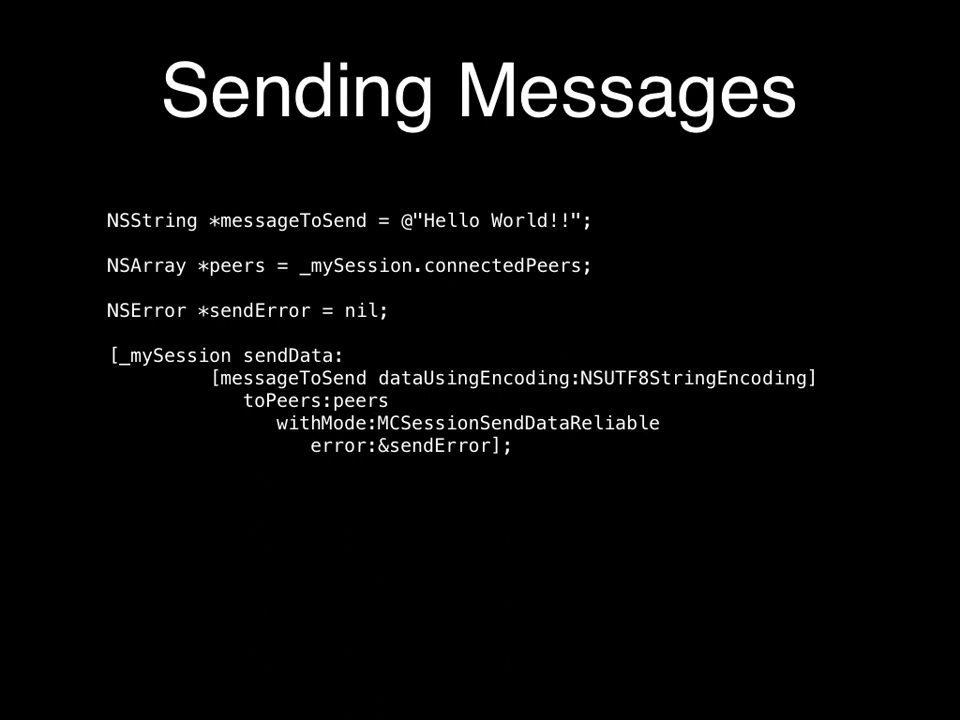 Sending Messages
NSString *messageToSend = @"Hello World!!";
NSArray *peers = _mySession.connectedPeers;
NSError *sendError = nil;
[_mySession sendData:
[messageToSend dataUsingEncoding:NSUTF8StringEncoding]
toPeers:peers
withMode:MCSessionSendDataReliable
error:&sendError];